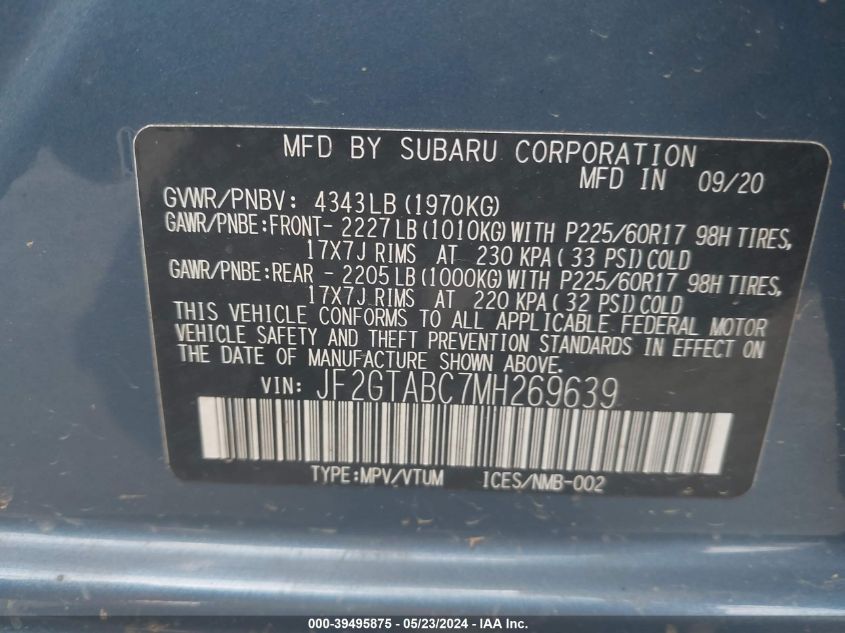 MFD BY SUBARU CORPORATION
MFD IN 09/20
GVWR/PNBV: 4343LB (1970KG)
GAWR/PNBE:FRONT- 2227LB(1010KG)WITH P225/60R17 98H TIRES,
17X7J RIMS AT 230 KPA( 33 PSI)COLD
GAWR/PNBE:REAR - 2205LB(1000KG)WITH P225/60R17 98H TIRES,
17X7J RIMS AT 220 KPA( 32 PSI)COLD
THIS VEHICLE CONFORMS TO ALL APPLICABLE FEDERAL MOTOR
VEHICLE SAFETY AND THEFT PREVENTION STANDARDS IN EFFECT ON
THE DATE OF MANUFACTURE SHOWN ABOVE.
VIN: JF2GTABC7MH269639
TYPE:MPV/VTUM ICES/NMB-002
000-39495875 - 05/23/2024 - IAA, Inc.